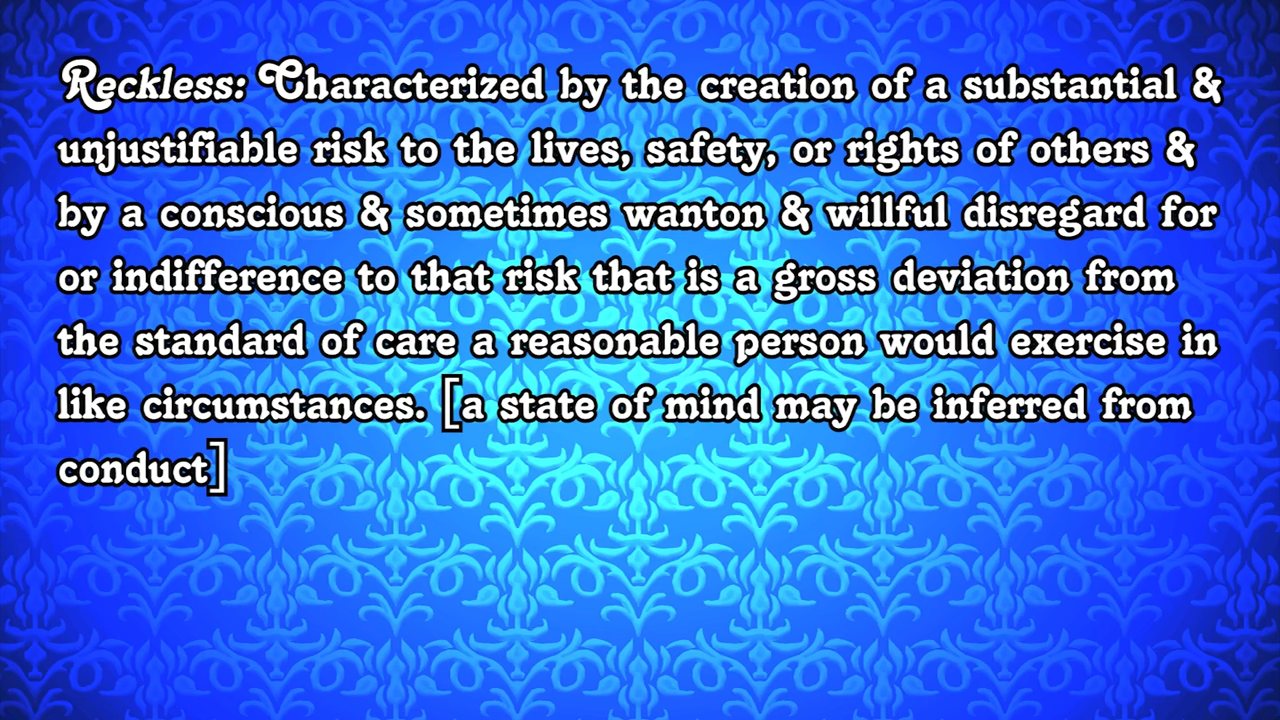 Reckless: Characterized by the creation of a substantial &
unjustifiable risk to the lives, safety, or rights of others &
by a conscious & sometimes wanton & willful disregard for
or indifference to that risk that is a gross deviation from
the standard of care a reasonable person would exercise in
like circumstances. [a state of mind may be inferred from
conduct]